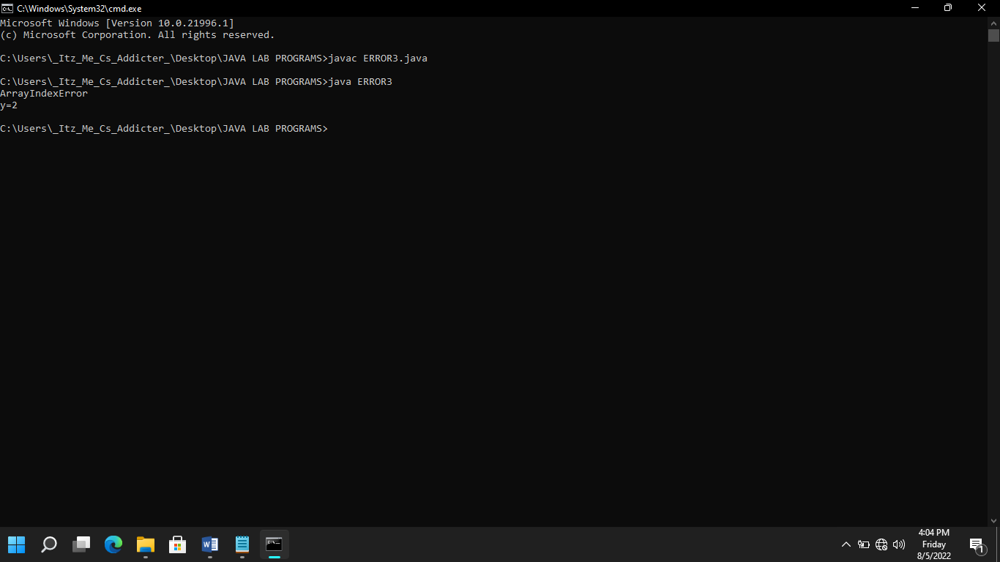 C:\Windows\System32\cmd.exe
Microsoft Windows [Version 10.0.21996.1]
(c) Microsoft Corporation. All rights reserved.
C:\Users\_Itz_Me_Cs_Addicter_\Desktop\JAVA LAB PROGRAMS>javac ERROR3.java
C:\Users\_Itz_Me_Cs_Addicter_\Desktop\JAVA LAB PROGRAMS>java ERROR3
ArrayIndexError
y=2
C:\Users\_Itz_Me_Cs_Addicter_\Desktop\JAVA LAB PROGRAMS>
4:04 PM
Friday
8/5/2022
1